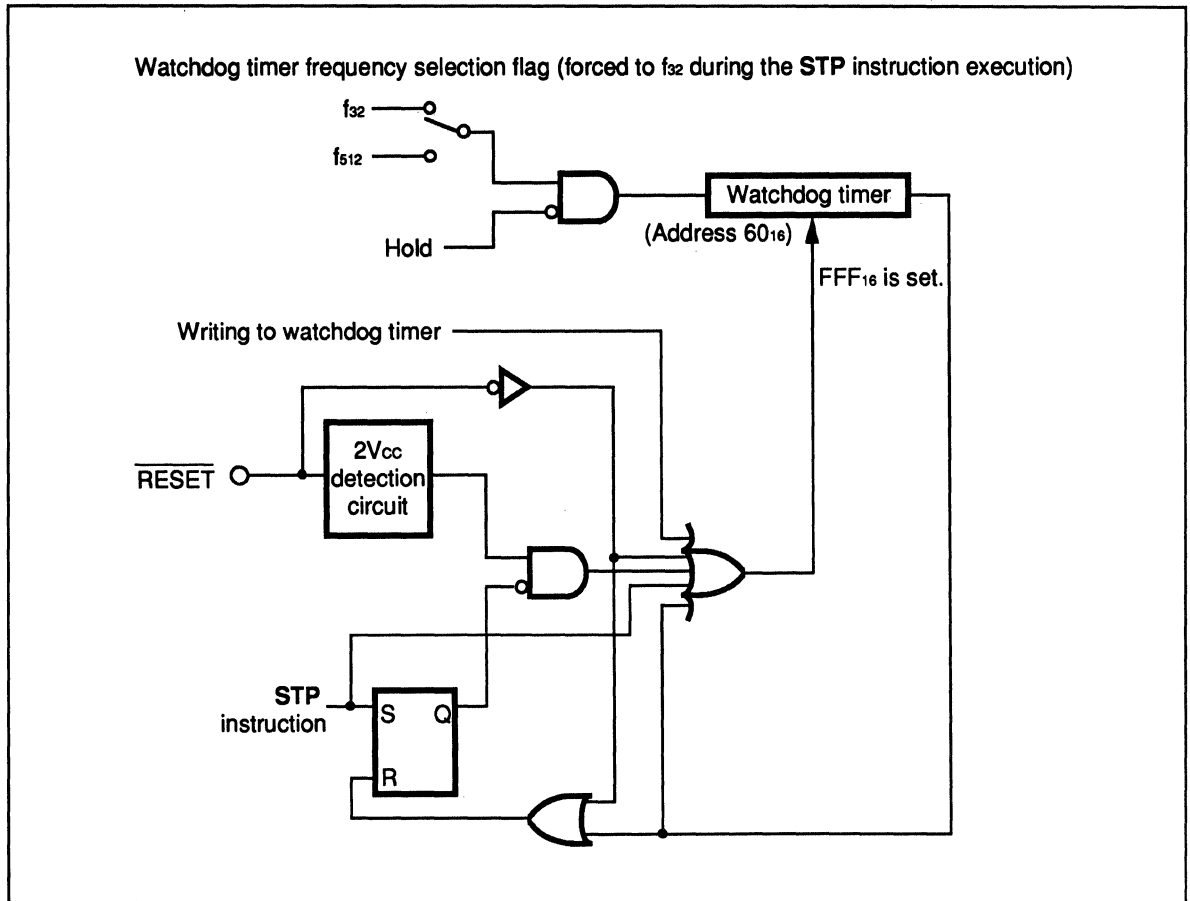 Watchdog timer frequency selection flag (forced to f32 during the STP instruction execution)
f32
f512
Watchdog timer
(Address 6016)
Hold
FFF16 is set.
Writing to watchdog timer
2Vcc
detection
circuit
RESET
STP
instruction
S
Q
R